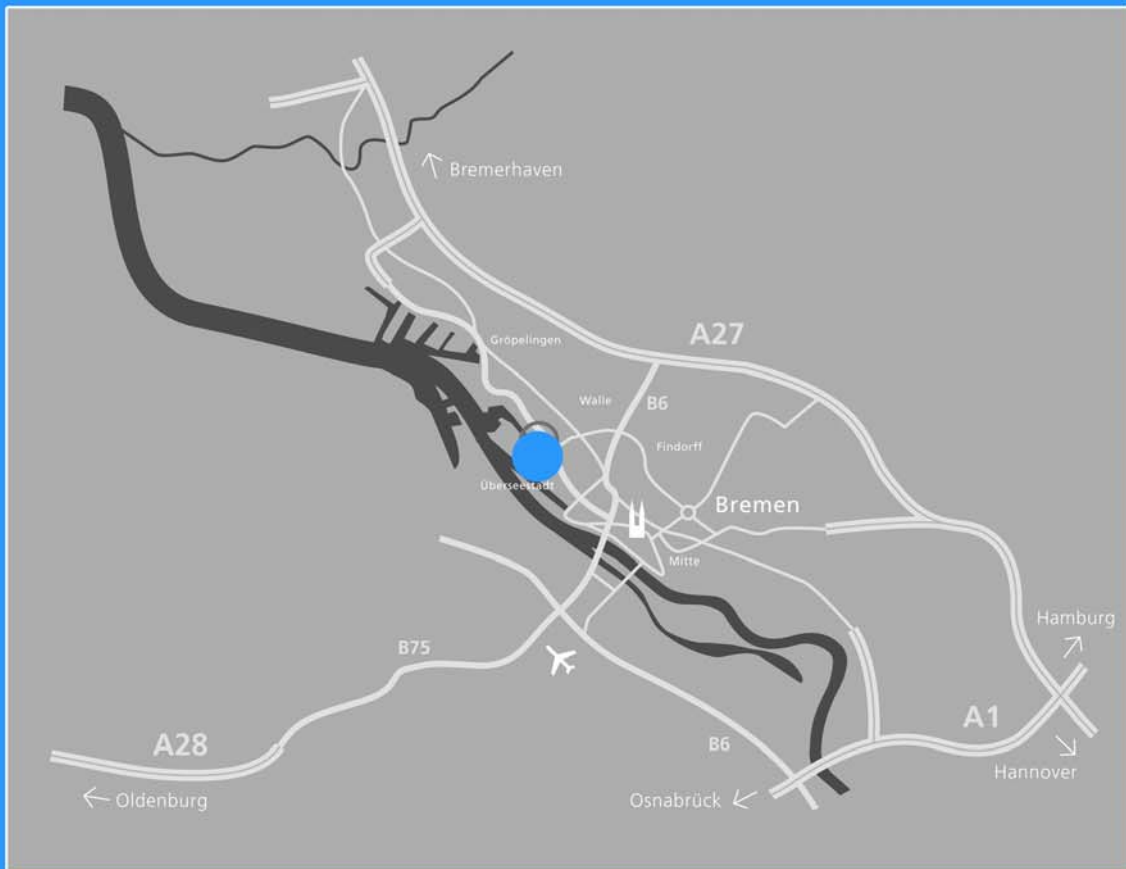 Bremerhaven
A27
Gröpelingen
Walle
B6
Findorff
Überseestadt
Bremen
Mitte
Hamburg
B75
A1
A28
B6
Hannover
Oldenburg
Osnabrück